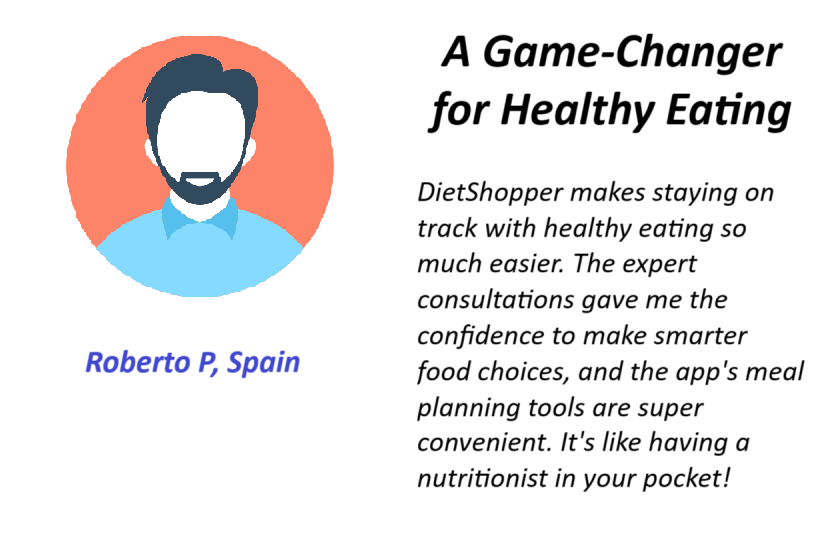 A Game-Changer
for Healthy Eating
DietShopper makes staying on
track with healthy eating so
much easier. The expert
consultations gave me the
confidence to make smarter
food choices, and the app's meal
planning tools are super
convenient. It's like having a
nutritionist in your pocket!
Roberto P, Spain